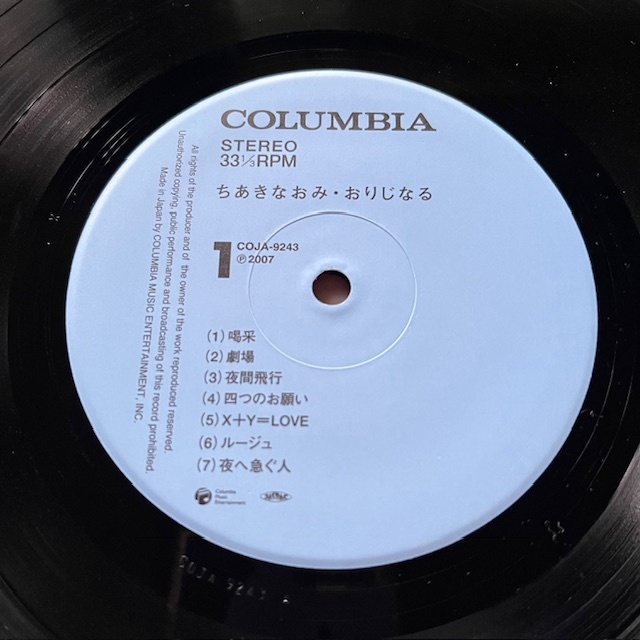 COLUMBIA
STEREO
33⅓RPM
ちあきなおみ・おりじなる
1
COJA-9243
℗2007
(1) 喝采
(2) 劇場
(3) 夜間飛行
(4) 四つのお願い
(5) X+Y=LOVE
(6) ルージュ
(7) 夜へ急ぐ人
All rights of the producer and of the owner of the work reproduced reserved.
Unauthorized copying, public performance and broadcasting of this record prohibited.
Made in Japan by COLUMBIA MUSIC ENTERTAINMENT, INC.
Columbia
Music
Entertainment
COJA 9243